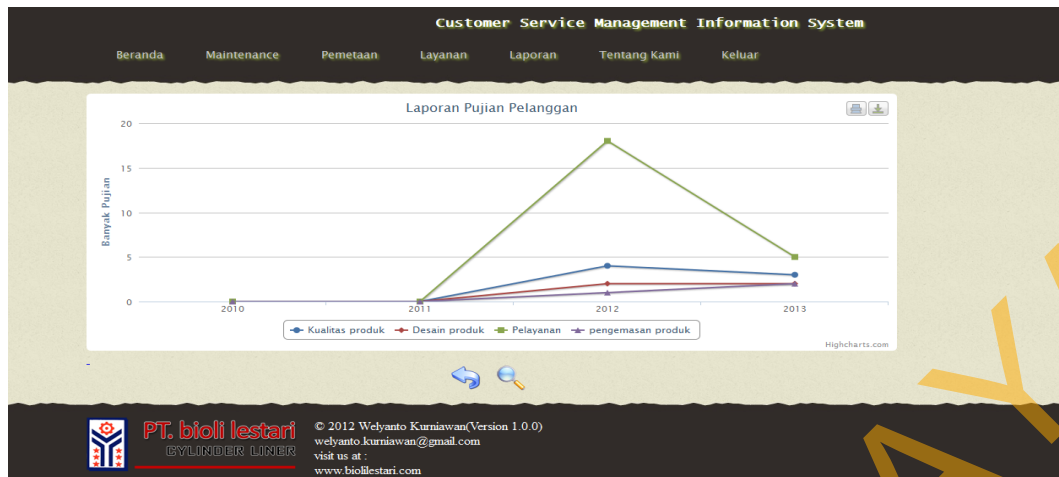 Customer Service Management Information System
Beranda Maintenance Pemetaan Layanan Laporan Tentang Kami Keluar
Laporan Pujian Pelanggan
Banyak Pujian
20
15
10
5
0
2010 2011 2012 2013
Kualitas produk Desain produk Pelayanan pengemasan produk
Highcharts.com
PT. bioli lestari
CYLINDER LINER
© 2012 Welyanto Kurniawan(Version 1.0.0)
welyanto.kurniawan@gmail.com
visit us at :
www.biolilestari.com